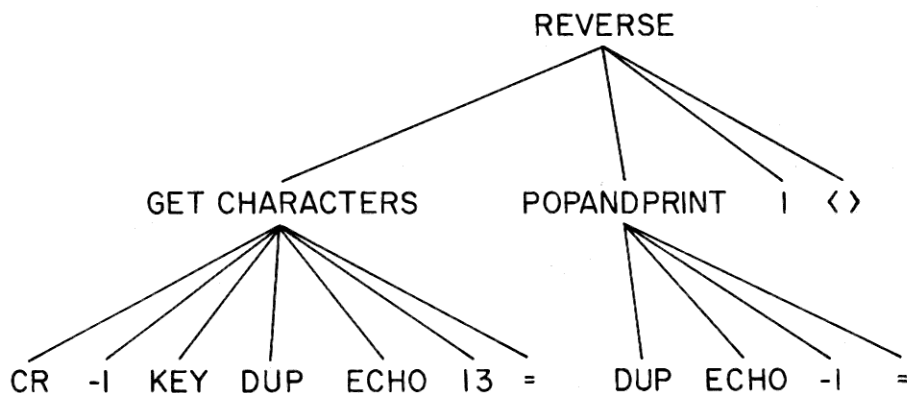 REVERSE
GET CHARACTERS POPANDPRINT 1 <>
CR -1 KEY DUP ECHO 13 = DUP ECHO -1 =